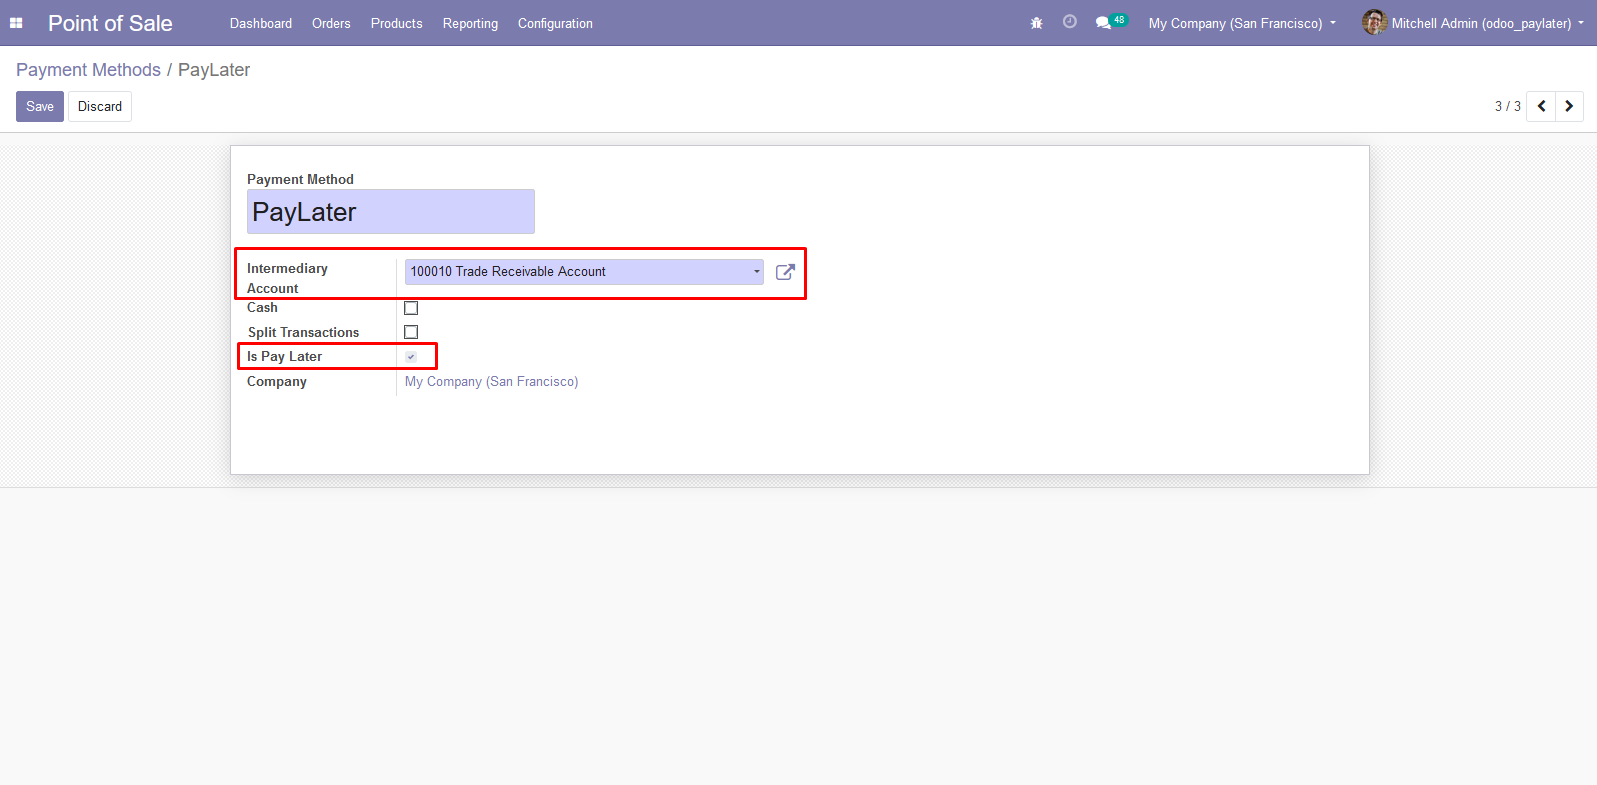 Point of Sale Dashboard Orders Products Reporting Configuration 48 My Company (San Francisco) Mitchell Admin (odoo_paylater)
Payment Methods / PayLater
Save Discard 3 / 3
Payment Method
PayLater
Intermediary Account 100010 Trade Receivable Account
Cash
Split Transactions
Is Pay Later
Company My Company (San Francisco)